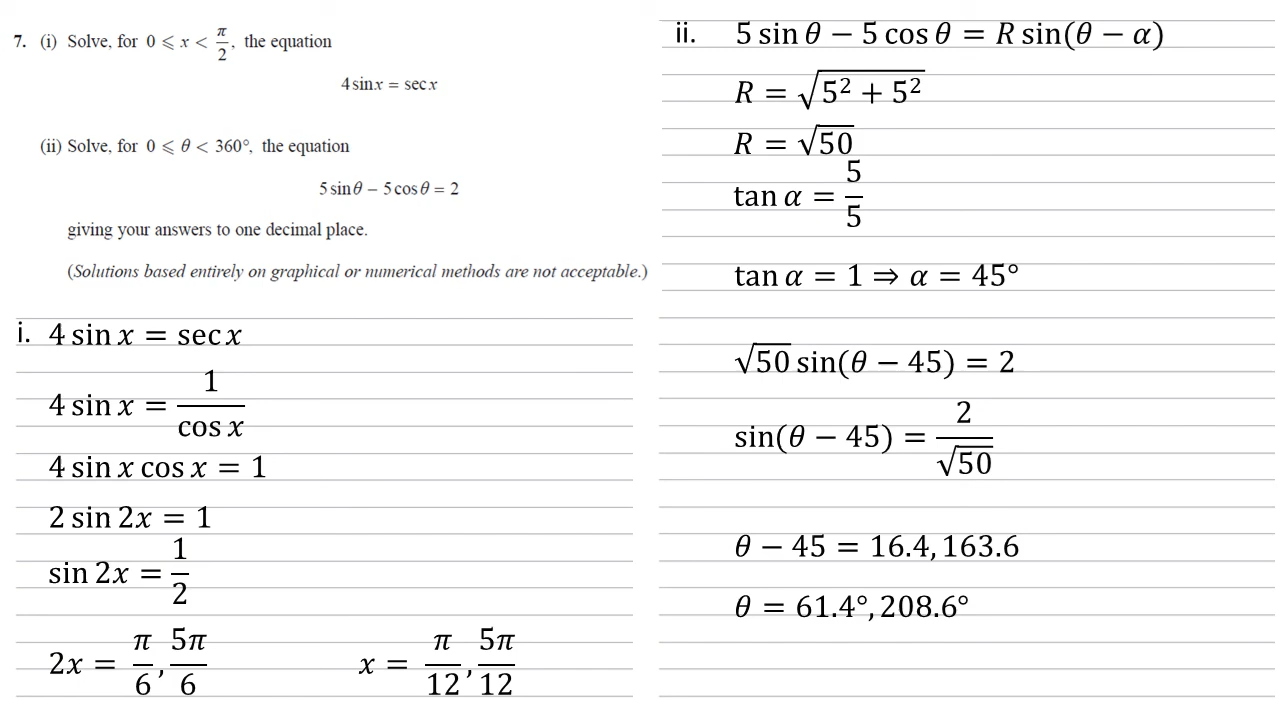 7. (i) Solve, for 0 ⩽ x < π/2, the equation
4 sinx = sec x
(ii) Solve, for 0 ⩽ θ < 360°, the equation
5 sinθ − 5 cosθ = 2
giving your answers to one decimal place.
(Solutions based entirely on graphical or numerical methods are not acceptable.)
i. 4 sin x = sec x
4 sin x = 1/cos x
4 sin x cos x = 1
2 sin 2x = 1
sin 2x = 1/2
2x = π/6, 5π/6 x = π/12, 5π/12
ii. 5 sin θ − 5 cos θ = R sin(θ − α)
R = √(5² + 5²)
R = √50
tan α = 5/5
tan α = 1 ⇒ α = 45°
√50 sin(θ − 45) = 2
sin(θ − 45) = 2/√50
θ − 45 = 16.4, 163.6
θ = 61.4°, 208.6°